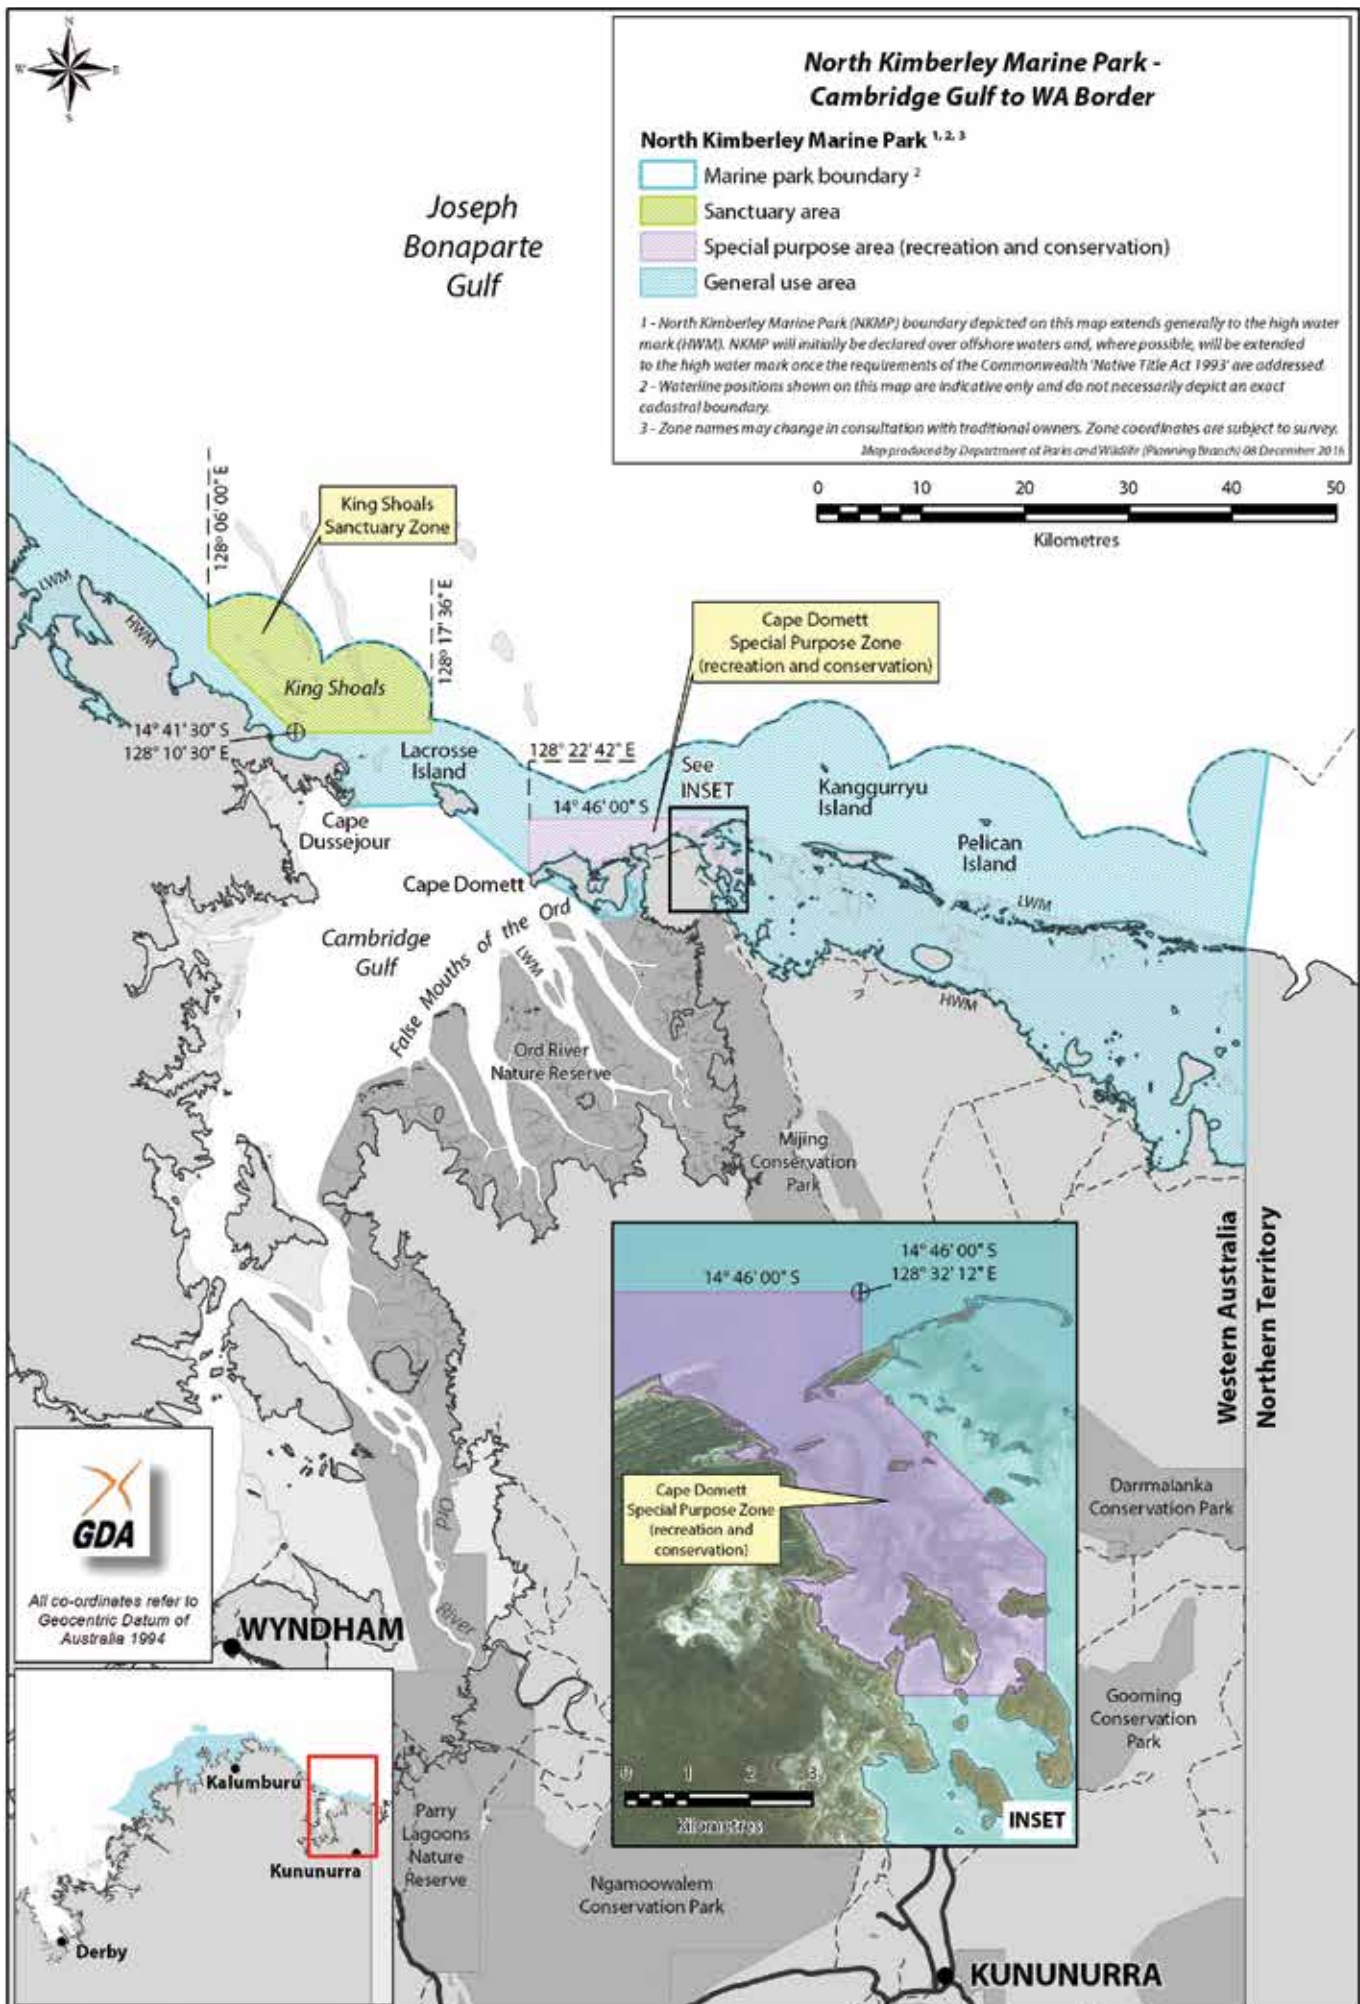 N
W
E
S
North Kimberley Marine Park -
Cambridge Gulf to WA Border
North Kimberley Marine Park 1, 2, 3
Marine park boundary 2
Sanctuary area
Special purpose area (recreation and conservation)
General use area
1 - North Kimberley Marine Park (NKMP) boundary depicted on this map extends generally to the high water
mark (HWM). NKMP will initially be declared over offshore waters and, where possible, will be extended
to the high water mark once the requirements of the Commonwealth 'Native Title Act 1993' are addressed.
2 - Waterline positions shown on this map are indicative only and do not necessarily depict an exact
cadastral boundary.
3 - Zone names may change in consultation with traditional owners. Zone coordinates are subject to survey.
Map produced by Department of Parks and Wildlife (Planning Branch) 08 December 2016
0 10 20 30 40 50
Kilometres
Joseph
Bonaparte
Gulf
128° 06' 00" E
King Shoals
Sanctuary Zone
128° 17' 36" E
LWM
HWM
King Shoals
Cape Domett
Special Purpose Zone
(recreation and conservation)
14° 41' 30" S
128° 10' 30" E
Lacrosse
Island
128° 22' 42" E
See
INSET
14° 46' 00" S
Kanggurryu
Island
Pelican
Island
Cape
Dussejour
Cape Domett
LWM
Cambridge
Gulf
False Mouths of the Ord
LWM
HWM
Ord River
Nature Reserve
Mijing
Conservation
Park
Western Australia
Northern Territory
14° 46' 00" S
14° 46' 00" S
128° 32' 12" E
Cape Domett
Special Purpose Zone
(recreation and
conservation)
0 1 2 3
Kilometres
INSET
Darmalanka
Conservation Park
Gooming
Conservation
Park
GDA
All co-ordinates refer to
Geocentric Datum of
Australia 1994
Ord
River
WYNDHAM
Kalumburu
Kununurra
Derby
Parry
Lagoons
Nature
Reserve
Ngamoowalem
Conservation Park
KUNUNURRA